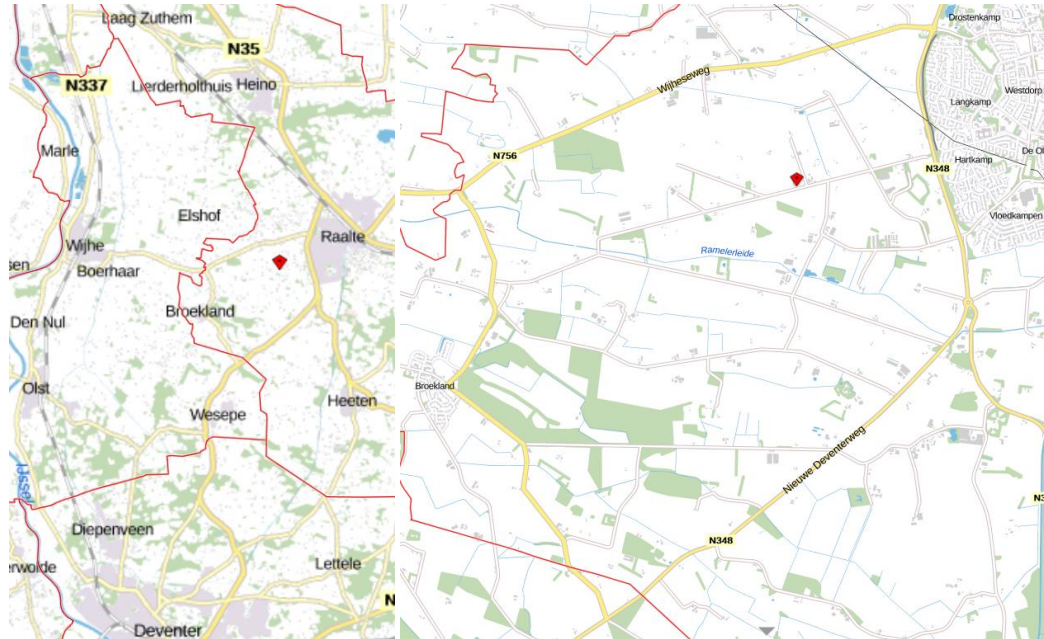 Laag Zuthem
N35
N337
Lierderholthuis
Heino
Marle
Elshof
Raalte
Wijhe
Boerhaar
sen
Broekland
Den Nul
Olst
Heeten
Wesepe
IJssel
Diepenveen
Lettele
erwolde
N
Deventer
Drostenkamp
Wijheseweg
Westdorp
Langkamp
N756
De Ol
Hartkamp
N348
Vloedkampen
Ramelerleide
Broekland
Nieuwe Deventerweg
N3
N348